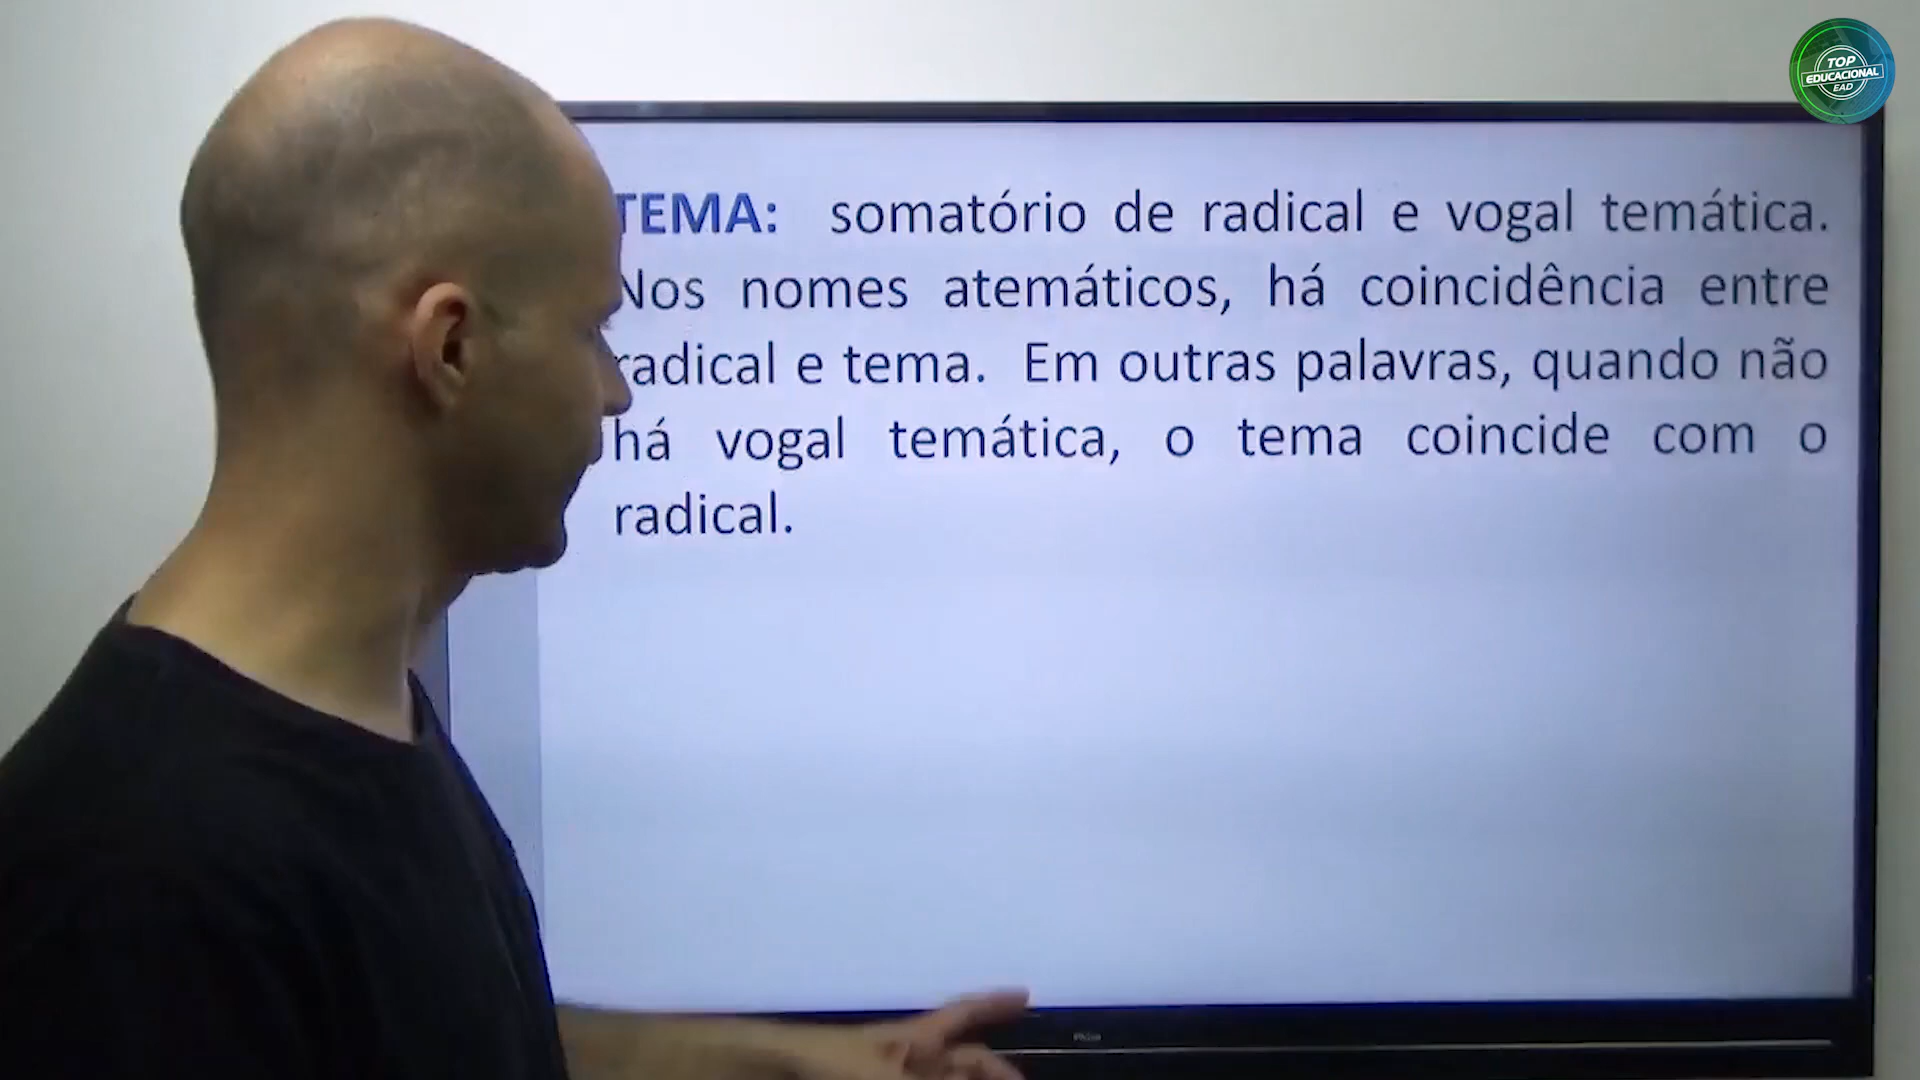 TOP
EDUCACIONAL
EAD
TEMA: somatório de radical e vogal temática.
Nos nomes atemáticos, há coincidência entre
radical e tema. Em outras palavras, quando não
há vogal temática, o tema coincide com o
radical.